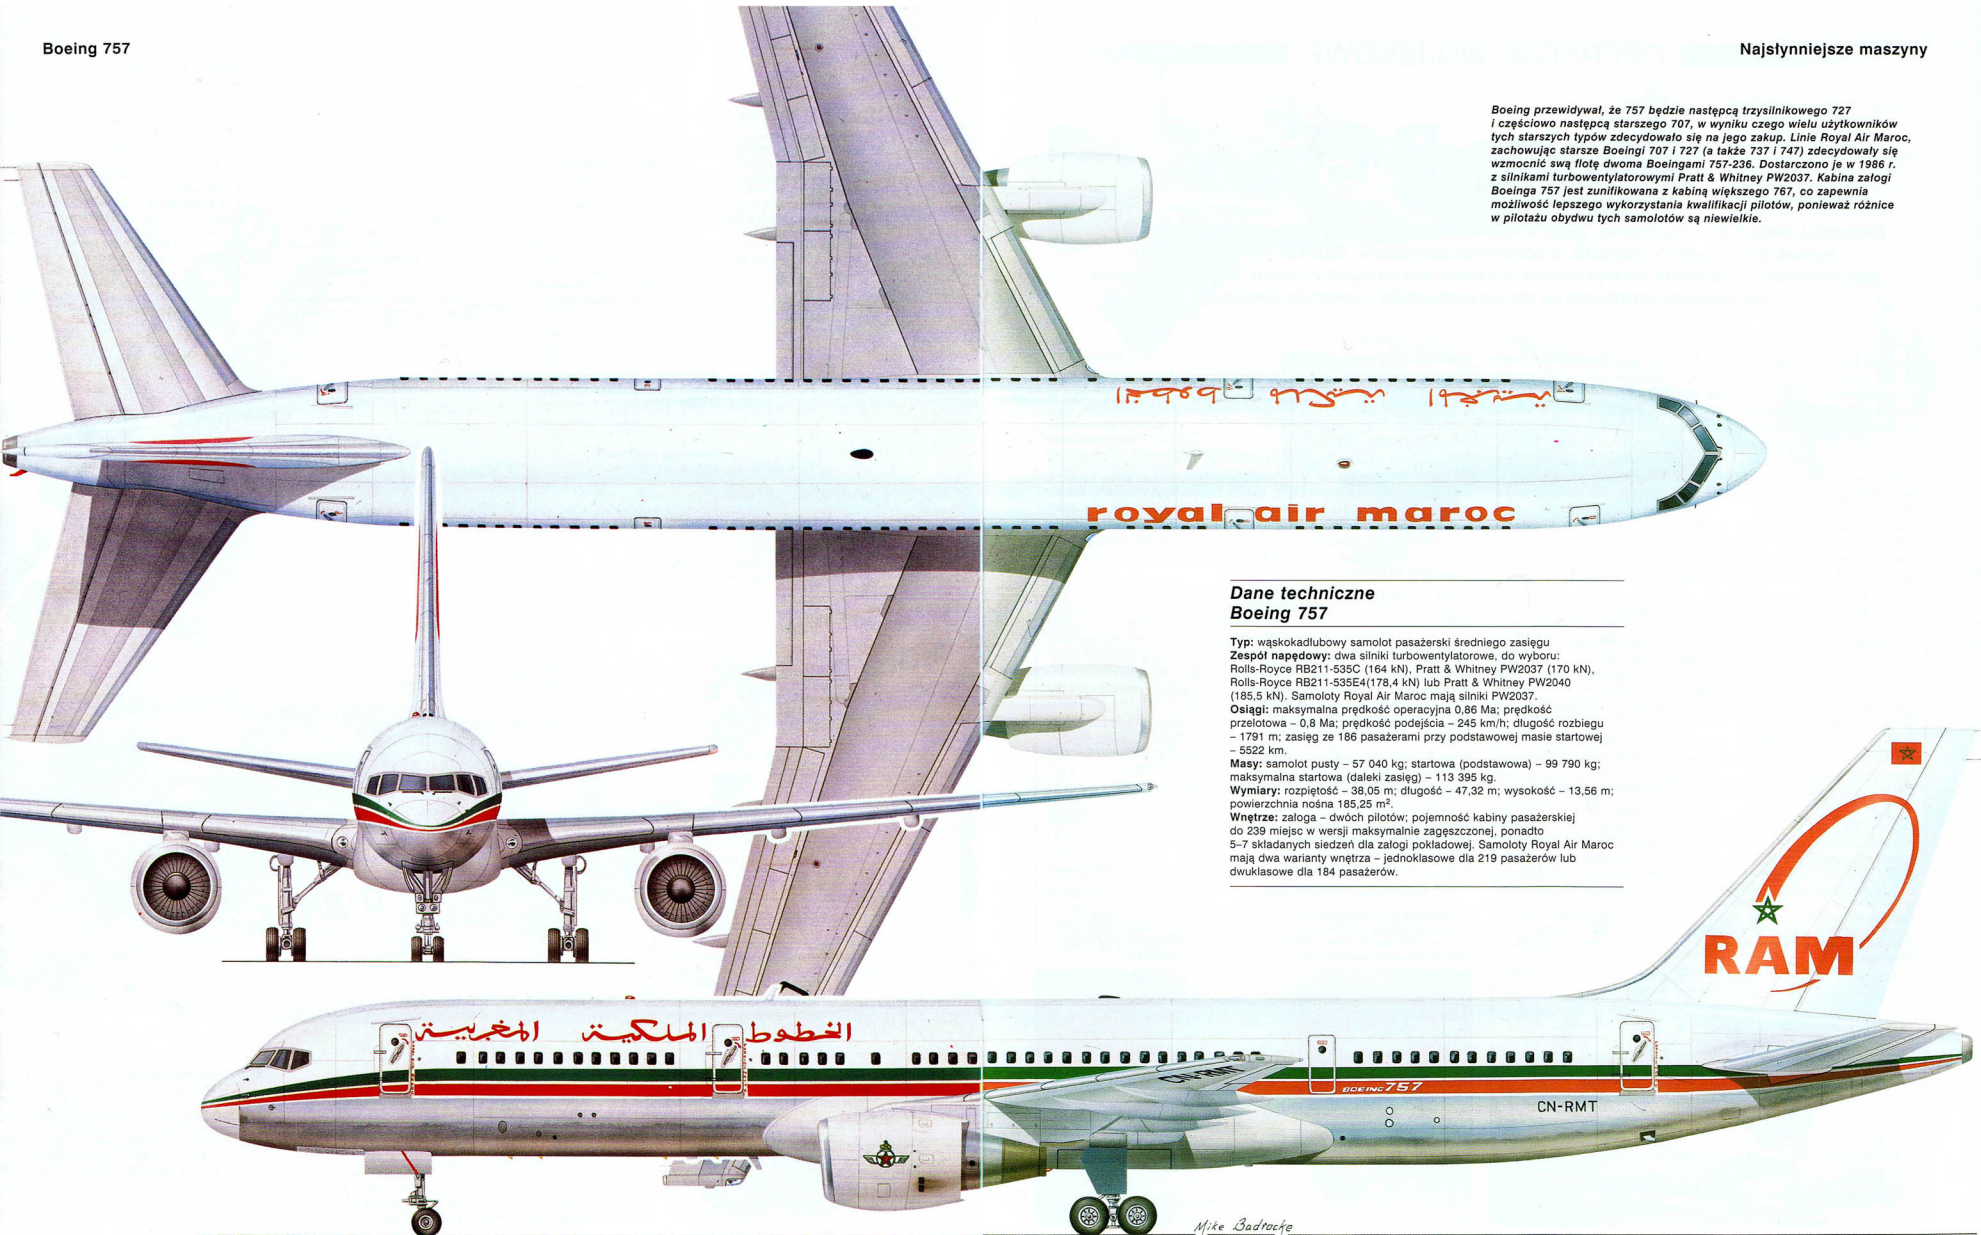 Boeing 757
Najsłynniejsze maszyny
Boeing przewidywał, że 757 będzie następcą trzysilnikowego 727
i częściowo następcą starszego 707, w wyniku czego wielu użytkowników
tych starszych typów zdecydowało się na jego zakup. Linie Royal Air Maroc,
zachowując starsze Boeingi 707 i 727 (a także 737 i 747) zdecydowały się
wzmocnić swą flotę dwoma Boeingami 757-236. Dostarczono je w 1986 r.
z silnikami turbowentylatorowymi Pratt & Whitney PW2037. Kabina załogi
Boeinga 757 jest zunifikowana z kabiną większego 767, co zapewnia
możliwość lepszego wykorzystania kwalifikacji pilotów, ponieważ różnice
w pilotażu obydwu tych samolotów są niewielkie.
الخطوط الملكية المغربية
royal air maroc
Dane techniczne
Boeing 757
Typ: wąskokadłubowy samolot pasażerski średniego zasięgu
Zespół napędowy: dwa silniki turbowentylatorowe, do wyboru:
Rolls-Royce RB211-535C (164 kN), Pratt & Whitney PW2037 (170 kN),
Rolls-Royce RB211-535E4(178,4 kN) lub Pratt & Whitney PW2040
(185,5 kN). Samoloty Royal Air Maroc mają silniki PW2037.
Osiągi: maksymalna prędkość operacyjna 0,86 Ma; prędkość
przelotowa – 0,8 Ma; prędkość podejścia – 245 km/h; długość rozbiegu
– 1791 m; zasięg ze 186 pasażerami przy podstawowej masie startowej
– 5522 km.
Masy: samolot pusty – 57 040 kg; startowa (podstawowa) – 99 790 kg;
maksymalna startowa (daleki zasięg) – 113 395 kg.
Wymiary: rozpiętość – 38,05 m; długość – 47,32 m; wysokość – 13,56 m;
powierzchnia nośna 185,25 m².
Wnętrze: załoga – dwóch pilotów; pojemność kabiny pasażerskiej
do 239 miejsc w wersji maksymalnie zagęszczonej, ponadto
5–7 składanych siedzeń dla załogi pokładowej. Samoloty Royal Air Maroc
mają dwa warianty wnętrza – jednoklasowe dla 219 pasażerów lub
dwuklasowe dla 184 pasażerów.
RAM
الخطوط الملكية المغربية
CN-RMT
BOEING 757
CN-RMT
Mike Badrocke